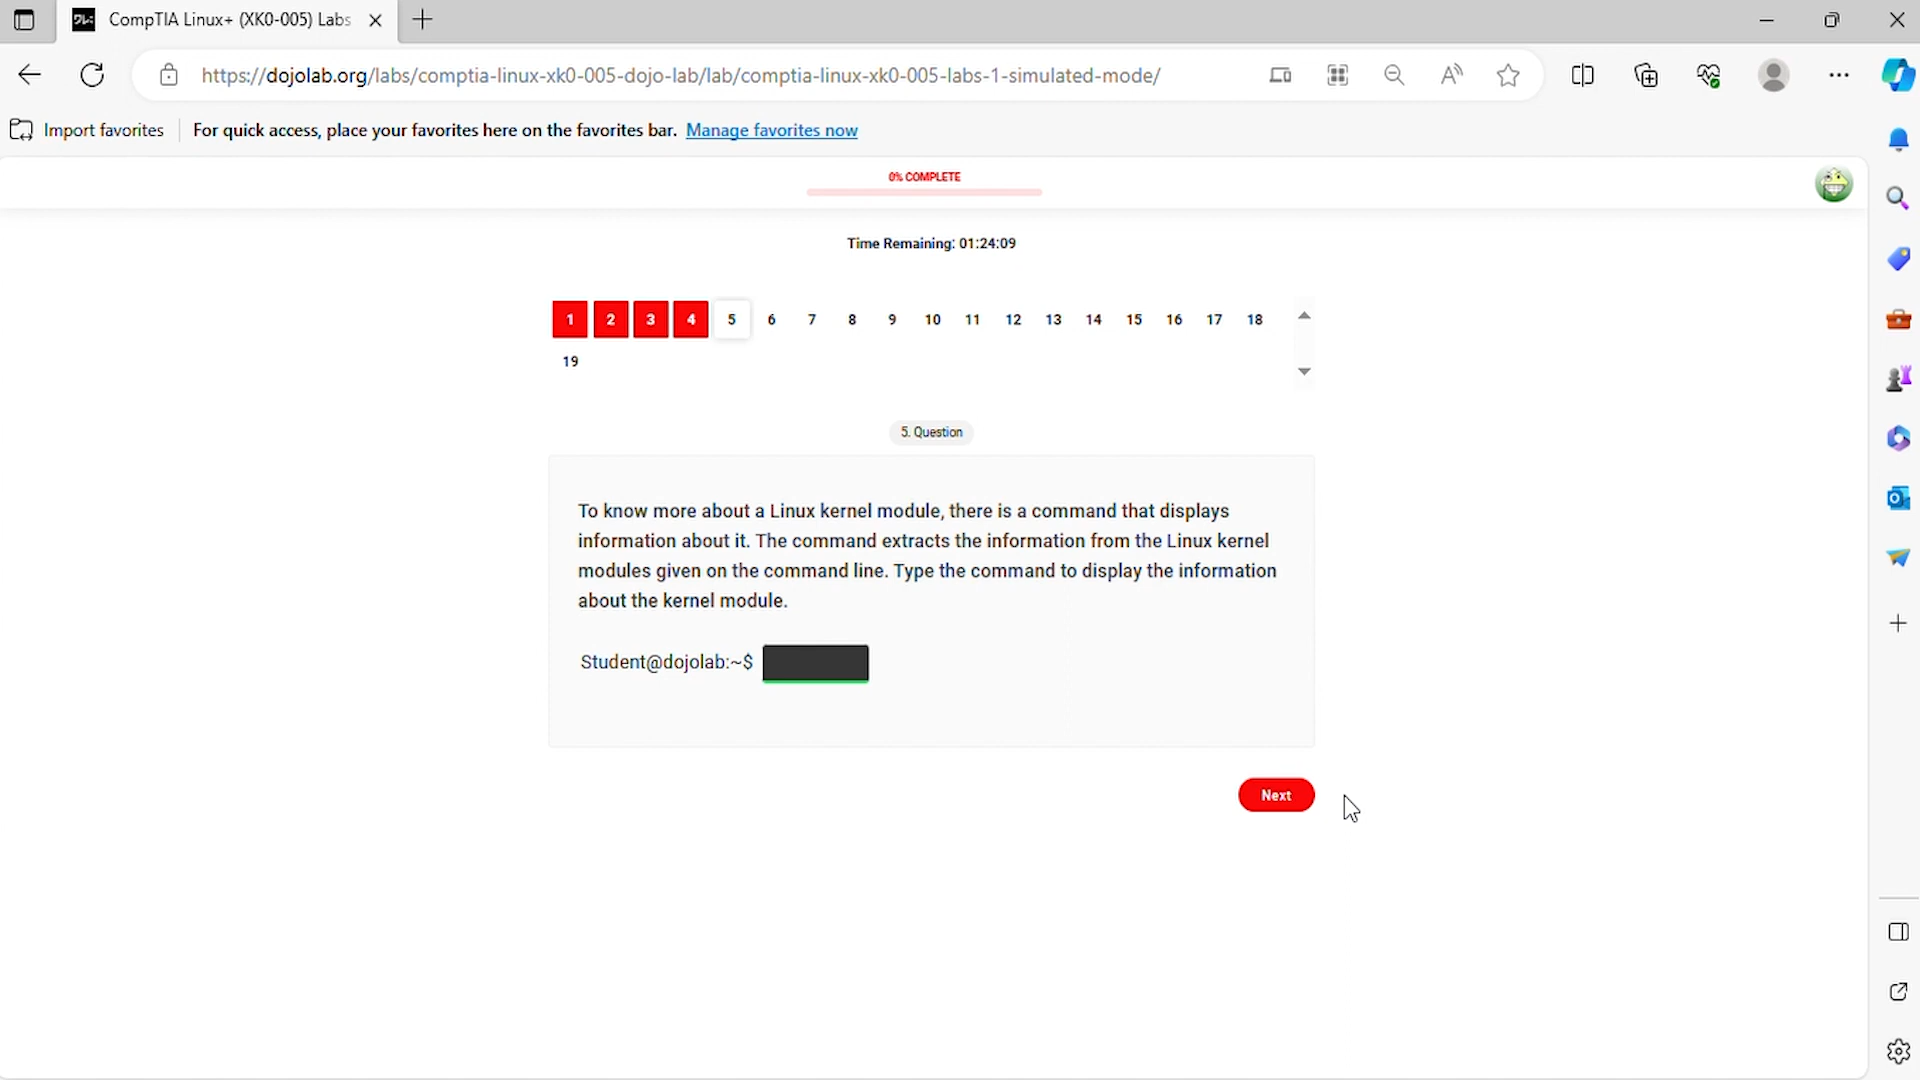 CompTIA Linux+ (XK0-005) Labs
https://dojolab.org/labs/comptia-linux-xk0-005-dojo-lab/lab/comptia-linux-xk0-005-labs-1-simulated-mode/
Import favorites
For quick access, place your favorites here on the favorites bar. Manage favorites now
0% COMPLETE
Time Remaining: 01:24:09
1 2 3 4 5 6 7 8 9 10 11 12 13 14 15 16 17 18
19
5. Question
To know more about a Linux kernel module, there is a command that displays
information about it. The command extracts the information from the Linux kernel
modules given on the command line. Type the command to display the information
about the kernel module.
Student@dojolab:~$
Next